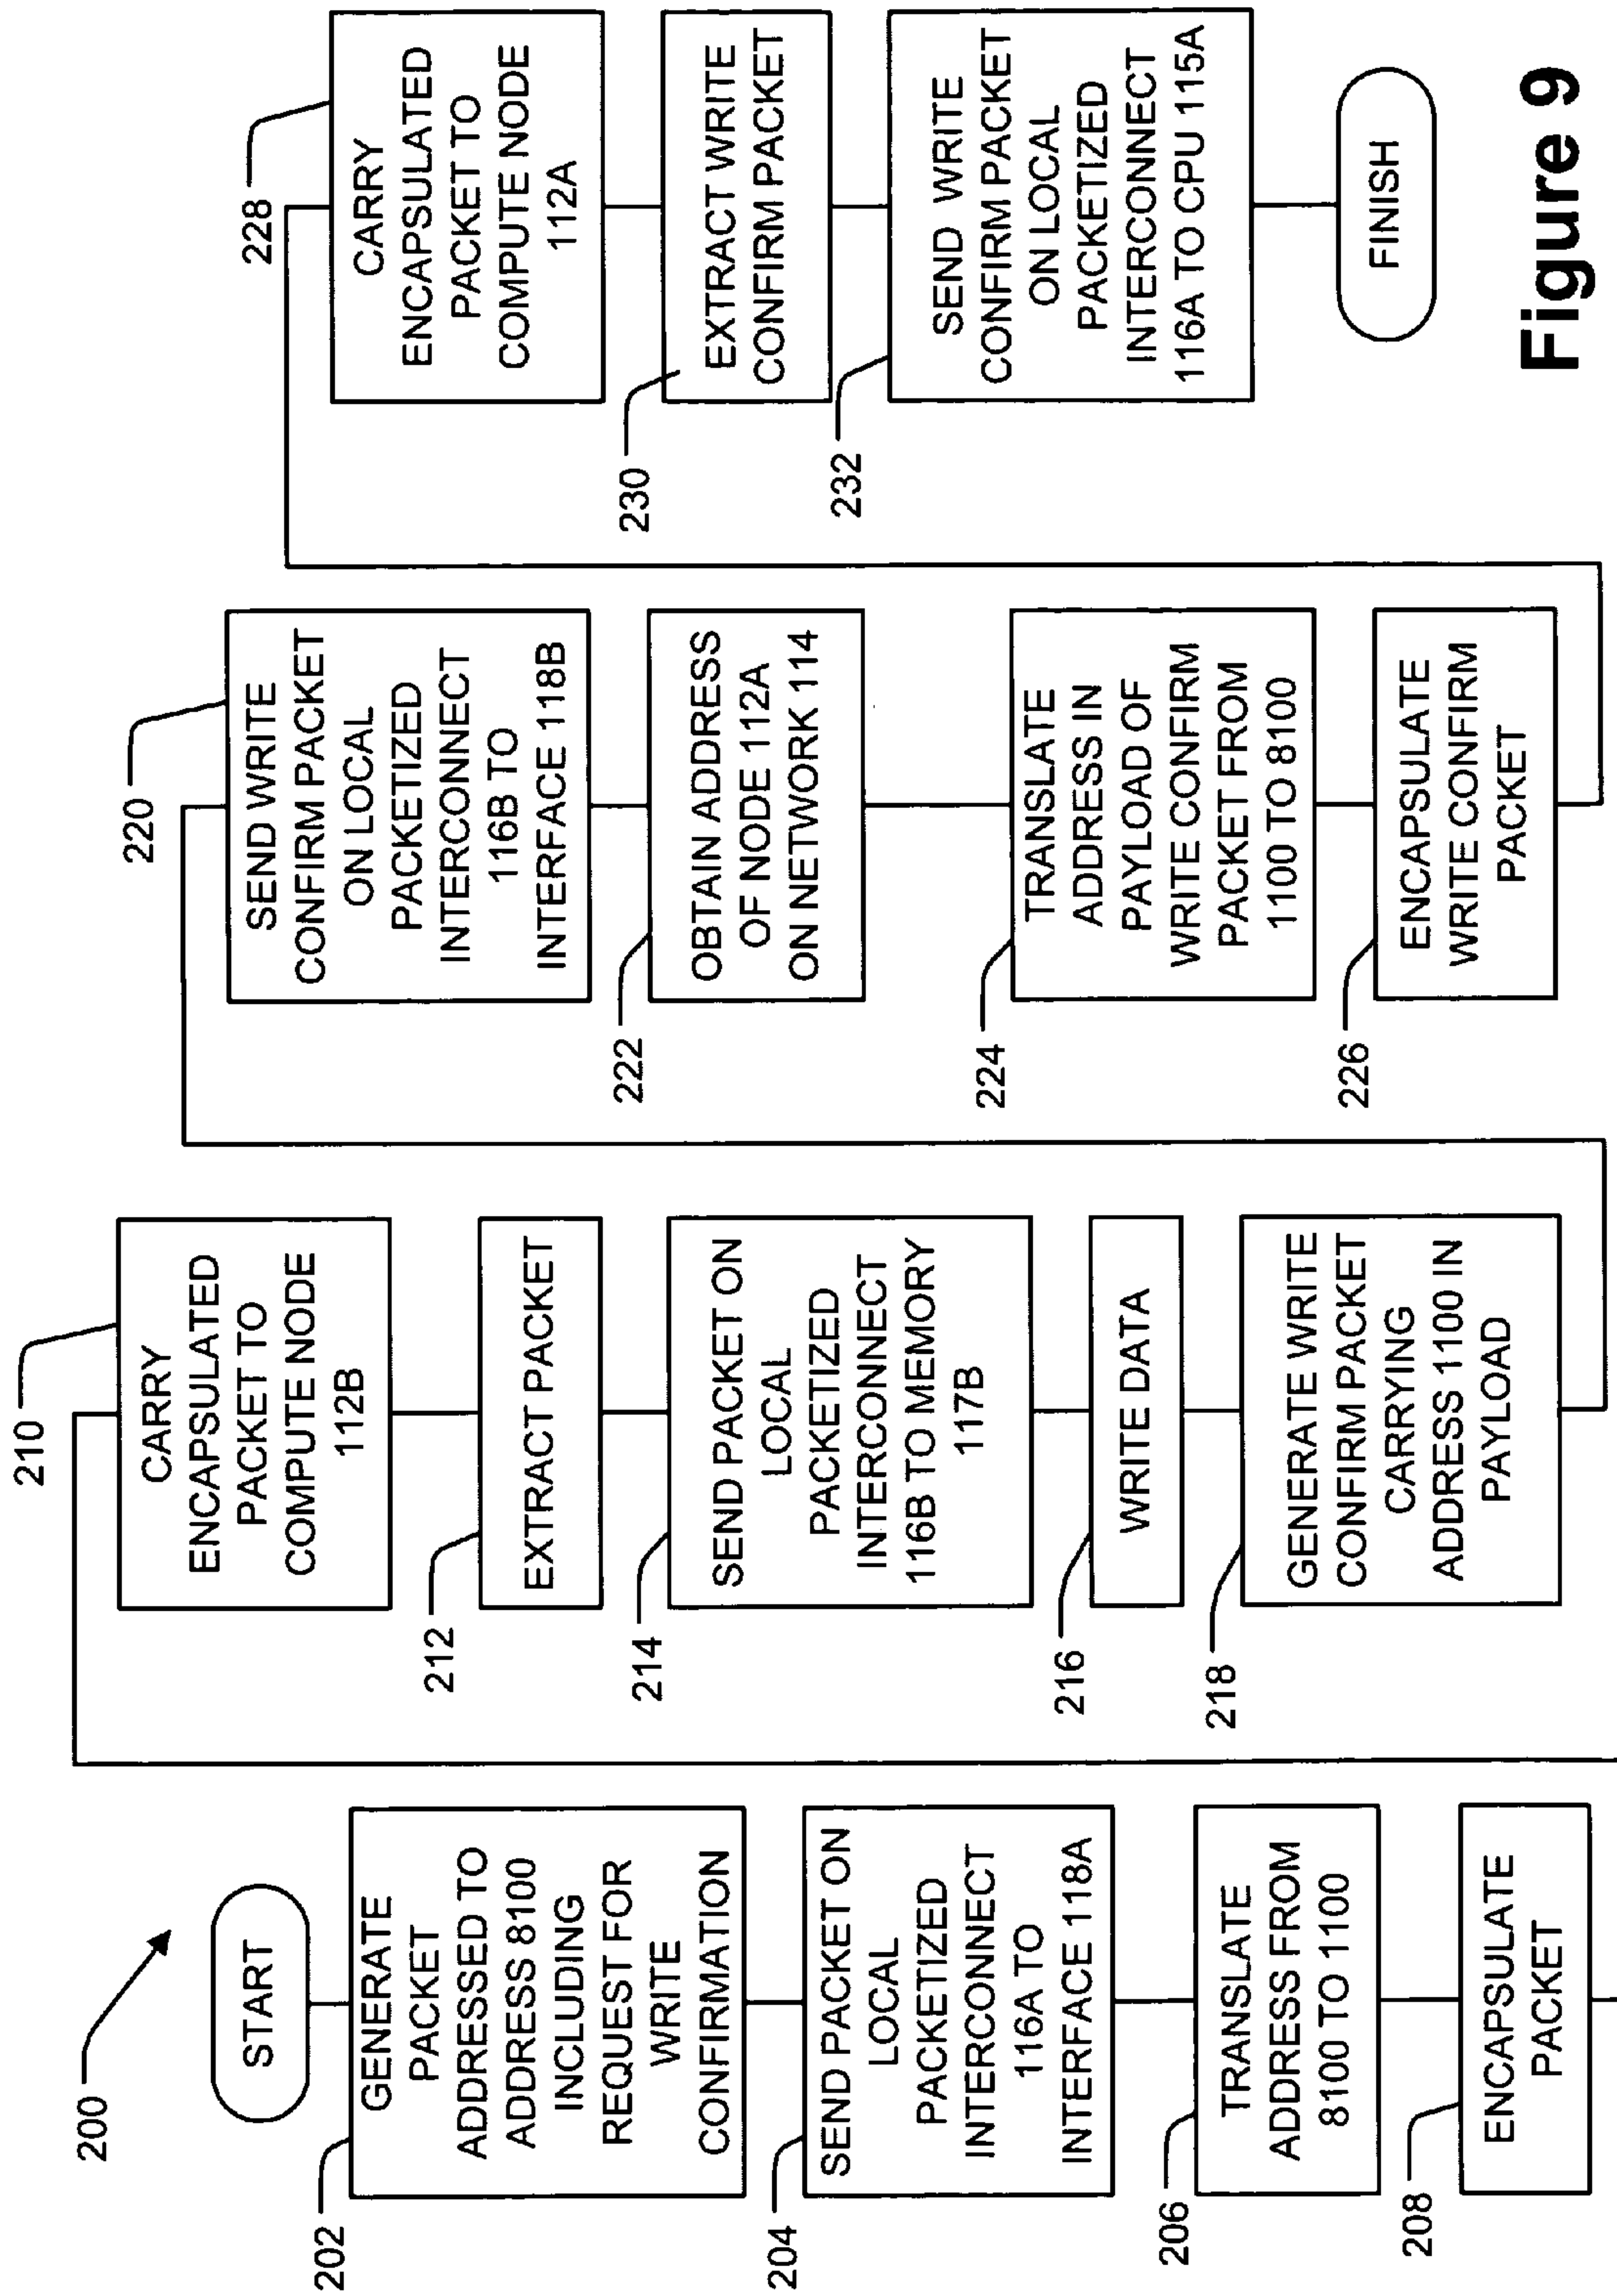 200
START
202
GENERATE
PACKET
ADDRESSED TO
ADDRESS 8100
INCLUDING
REQUEST FOR
WRITE
CONFIRMATION
204
SEND PACKET ON
LOCAL
PACKETIZED
INTERCONNECT
116A TO
INTERFACE 118A
206
TRANSLATE
ADDRESS FROM
8100 TO 1100
208
ENCAPSULATE
PACKET
210
CARRY
ENCAPSULATED
PACKET TO
COMPUTE NODE
112B
212
EXTRACT PACKET
214
SEND PACKET ON
LOCAL
PACKETIZED
INTERCONNECT
116B TO MEMORY
117B
216
WRITE DATA
218
GENERATE WRITE
CONFIRM PACKET
CARRYING
ADDRESS 1100 IN
PAYLOAD
220
SEND WRITE
CONFIRM PACKET
ON LOCAL
PACKETIZED
INTERCONNECT
116B TO
INTERFACE 118B
222
OBTAIN ADDRESS
OF NODE 112A
ON NETWORK 114
224
TRANSLATE
ADDRESS IN
PAYLOAD OF
WRITE CONFIRM
PACKET FROM
1100 TO 8100
226
ENCAPSULATE
WRITE CONFIRM
PACKET
228
CARRY
ENCAPSULATED
PACKET TO
COMPUTE NODE
112A
230
EXTRACT WRITE
CONFIRM PACKET
232
SEND WRITE
CONFIRM PACKET
ON LOCAL
PACKETIZED
INTERCONNECT
116A TO CPU 115A
FINISH
Figure 9